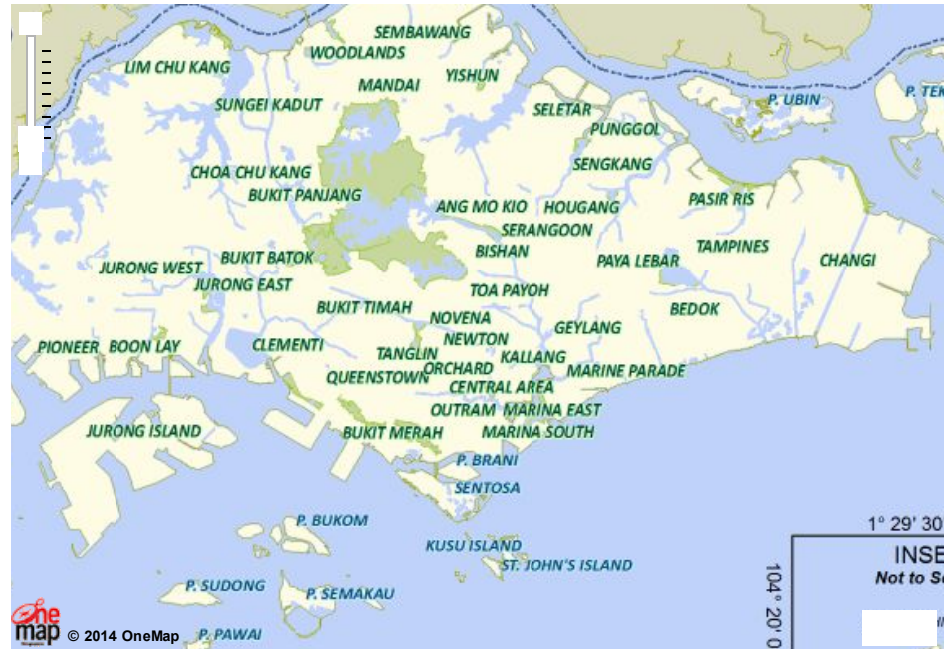 SEMBAWANG
WOODLANDS
LIM CHU KANG
MANDAI
YISHUN
SUNGEI KADUT
SELETAR
P. UBIN
P. TEK
PUNGGOL
SENGKANG
CHOA CHU KANG
BUKIT PANJANG
ANG MO KIO
HOUGANG
PASIR RIS
SERANGOON
BISHAN
TAMPINES
BUKIT BATOK
PAYA LEBAR
CHANGI
JURONG WEST
JURONG EAST
TOA PAYOH
BUKIT TIMAH
NOVENA
BEDOK
GEYLANG
NEWTON
PIONEER
BOON LAY
CLEMENTI
TANGLIN
KALLANG
ORCHARD
MARINE PARADE
QUEENSTOWN
CENTRAL AREA
OUTRAM
MARINA EAST
JURONG ISLAND
BUKIT MERAH
MARINA SOUTH
P. BRANI
SENTOSA
P. BUKOM
1° 29' 30
KUSU ISLAND
INSE
ST. JOHN'S ISLAND
Not to Sc
104° 20' 0
P. SUDONG
P. SEMAKAU
One
map © 2014 OneMap
P. PAWAI